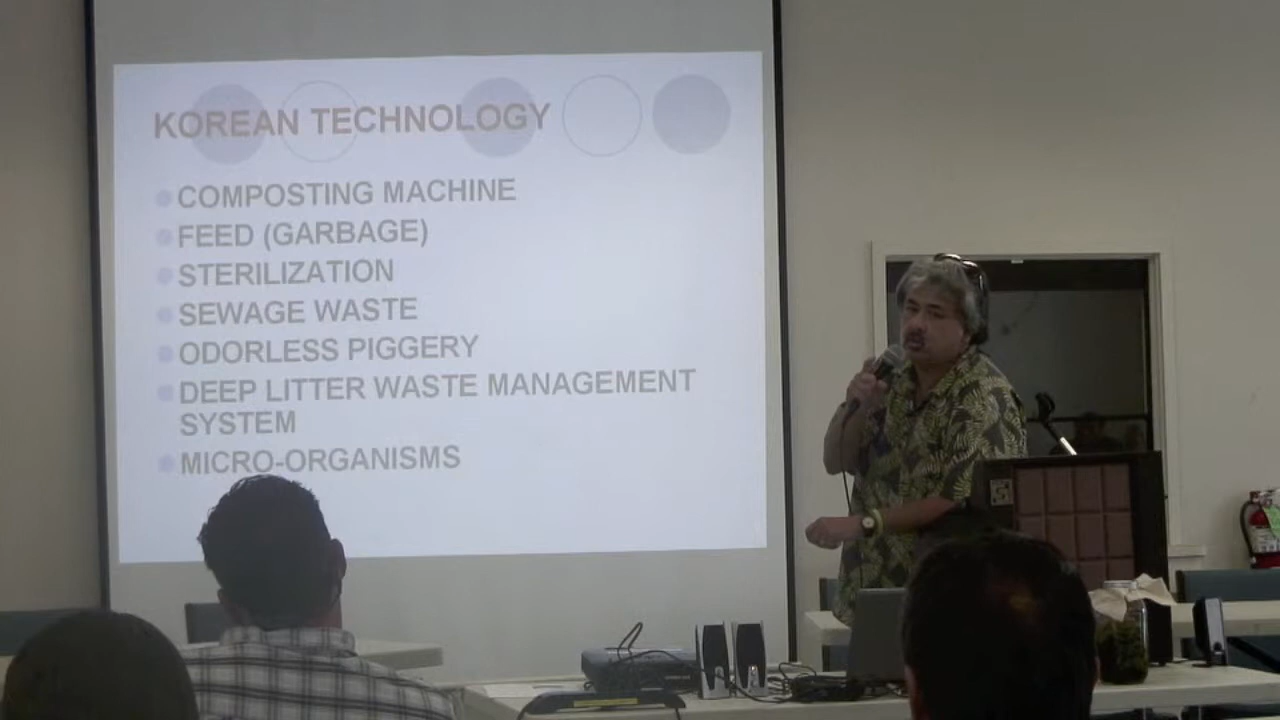 KOREAN TECHNOLOGY
COMPOSTING MACHINE
FEED (GARBAGE)
STERILIZATION
SEWAGE WASTE
ODORLESS PIGGERY
DEEP LITTER WASTE MANAGEMENT
SYSTEM
MICRO-ORGANISMS